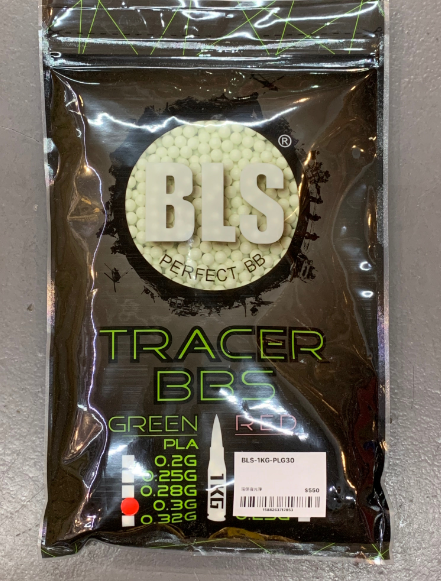 BLS
®
PERFECT BB
TRACER
BBS
GREEN RED
PLA
0.2G
0.25G
0.28G
0.3G
0.32G
1KG
BLS-1KG-PLG30
$550